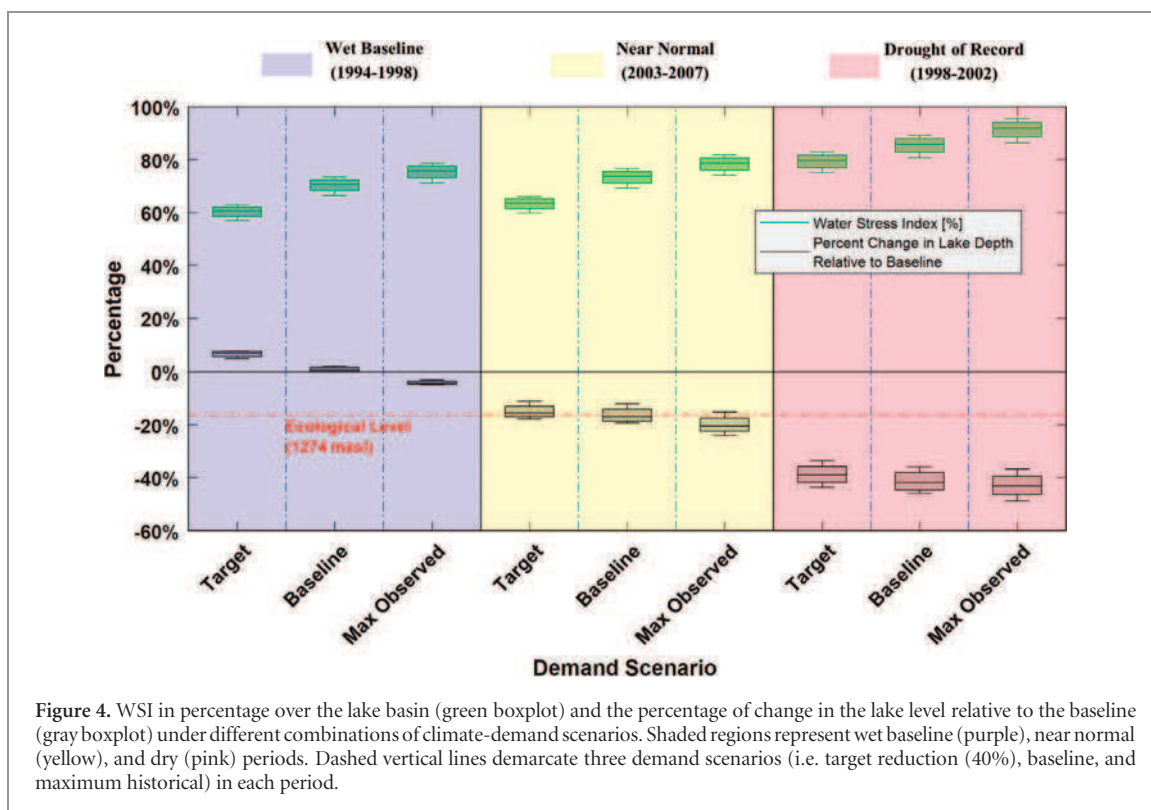 Wet Baseline
(1994-1998)
Near Normal
(2003-2007)
Drought of Record
(1998-2002)
100%
80%
60%
40%
20%
0%
-20%
-40%
-60%
Percentage
Water Stress Index [%]
Percent Change in Lake Depth
Relative to Baseline
Ecological Level
(1274 masl)
Target
Baseline
Max Observed
Target
Baseline
Max Observed
Target
Baseline
Max Observed
Demand Scenario
Figure 4. WSI in percentage over the lake basin (green boxplot) and the percentage of change in the lake level relative to the baseline
(gray boxplot) under different combinations of climate-demand scenarios. Shaded regions represent wet baseline (purple), near normal
(yellow), and dry (pink) periods. Dashed vertical lines demarcate three demand scenarios (i.e. target reduction (40%), baseline, and
maximum historical) in each period.